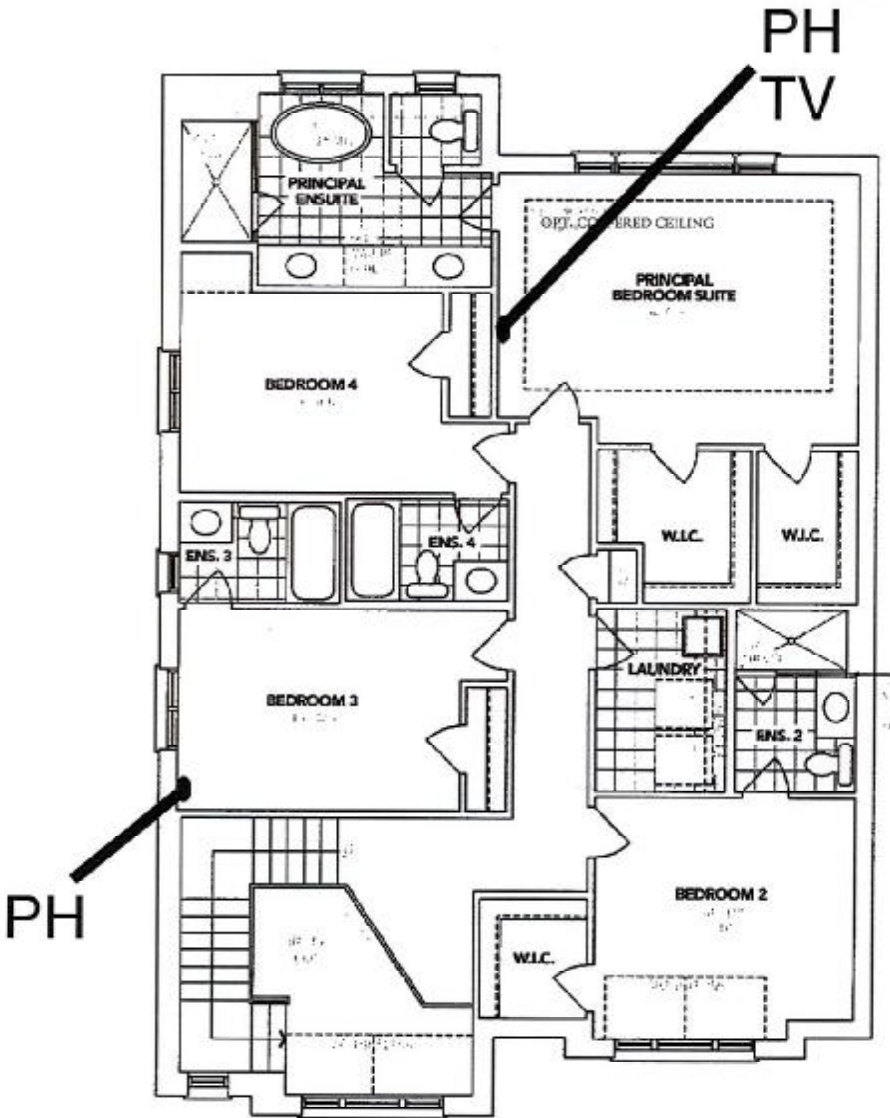 PH
TV
PRINCIPAL
ENSUITE
OPT. COFFERED CEILING
PRINCIPAL
BEDROOM SUITE
BEDROOM 4
W.I.C.
W.I.C.
ENS. 3
ENS. 4
BEDROOM 3
LAUNDRY
ENS. 2
PH
BEDROOM 2
W.I.C.